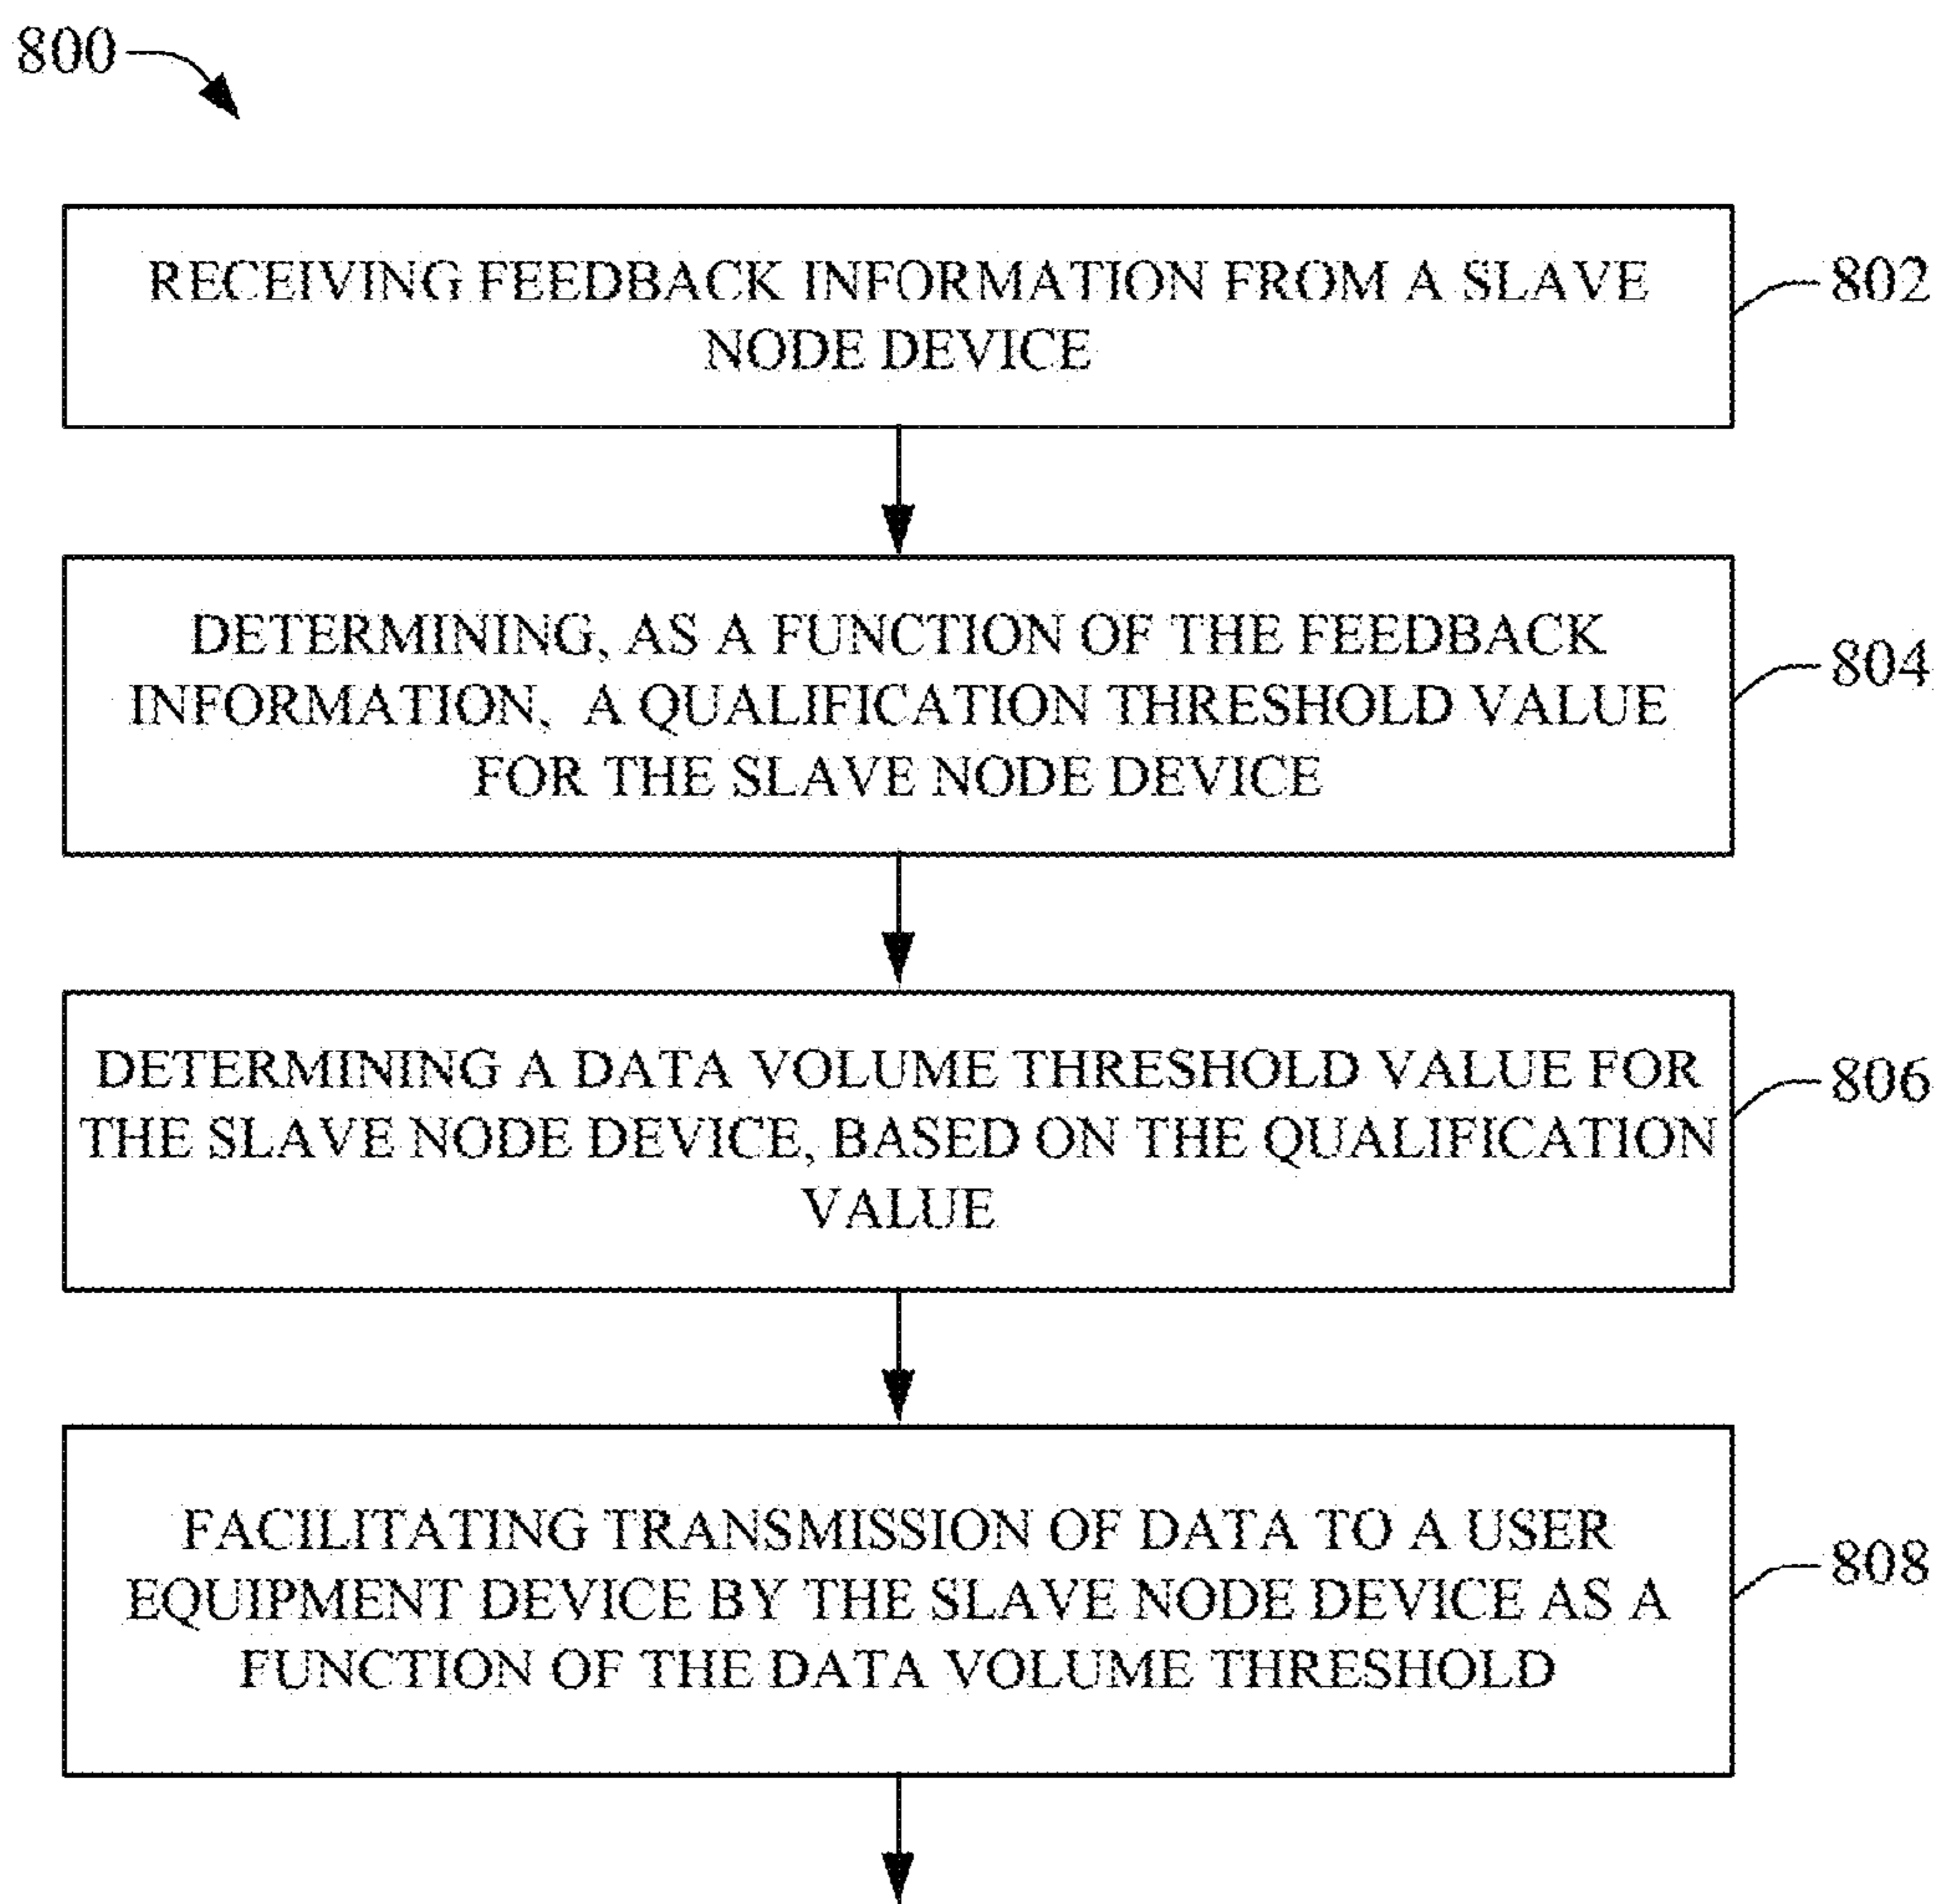 800
RECEIVING FEEDBACK INFORMATION FROM A SLAVE
NODE DEVICE
802
DETERMINING, AS A FUNCTION OF THE FEEDBACK
INFORMATION, A QUALIFICATION THRESHOLD VALUE
FOR THE SLAVE NODE DEVICE
804
DETERMINING A DATA VOLUME THRESHOLD VALUE FOR
THE SLAVE NODE DEVICE, BASED ON THE QUALIFICATION
VALUE
806
FACILITATING TRANSMISSION OF DATA TO A USER
EQUIPMENT DEVICE BY THE SLAVE NODE DEVICE AS A
FUNCTION OF THE DATA VOLUME THRESHOLD
808